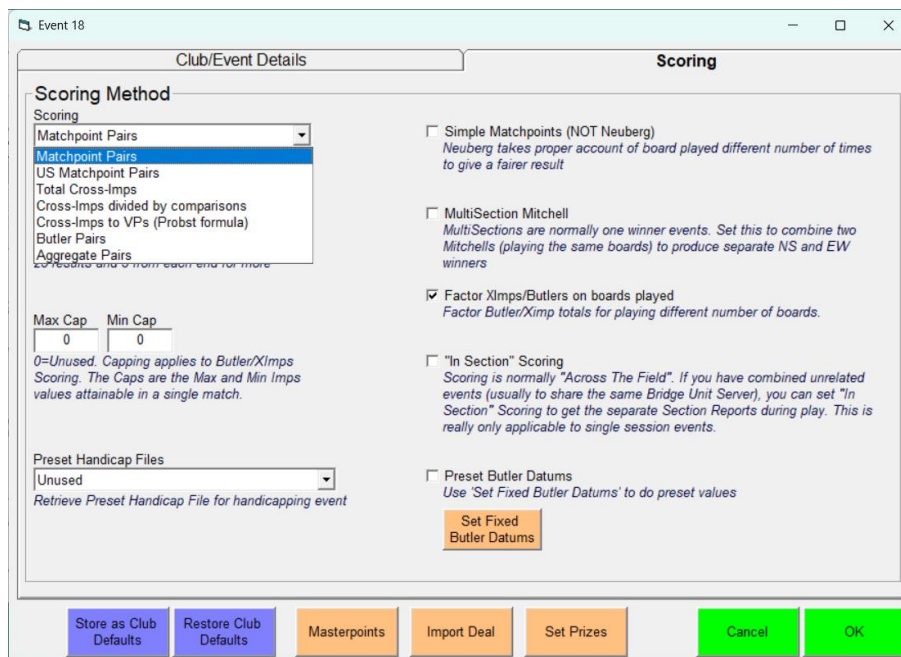 Event 18
Club/Event Details
Scoring
Scoring Method
Scoring
Matchpoint Pairs
Matchpoint Pairs
US Matchpoint Pairs
Total Cross-Imps
Cross-Imps divided by comparisons
Cross-Imps to VPs (Probst formula)
Butler Pairs
Aggregate Pairs
results and
from each end for more
Max Cap
Min Cap
0
0
0=Unused. Capping applies to Butler/XImps
Scoring. The Caps are the Max and Min Imps
values attainable in a single match.
Preset Handicap Files
Unused
Retrieve Preset Handicap File for handicapping event
Simple Matchpoints (NOT Neuberg)
Neuberg takes proper account of board played different number of times
to give a fairer result
MultiSection Mitchell
MultiSections are normally one winner events. Set this to combine two
Mitchells (playing the same boards) to produce separate NS and EW
winners
Factor XImps/Butlers on boards played
Factor Butler/Ximp totals for playing different number of boards.
"In Section" Scoring
Scoring is normally "Across The Field". If you have combined unrelated
events (usually to share the same Bridge Unit Server), you can set "In
Section" Scoring to get the separate Section Reports during play. This is
really only applicable to single session events.
Preset Butler Datums
Use 'Set Fixed Butler Datums' to do preset values
Set Fixed
Butler Datums
Store as Club
Defaults
Restore Club
Defaults
Masterpoints
Import Deal
Set Prizes
Cancel
OK